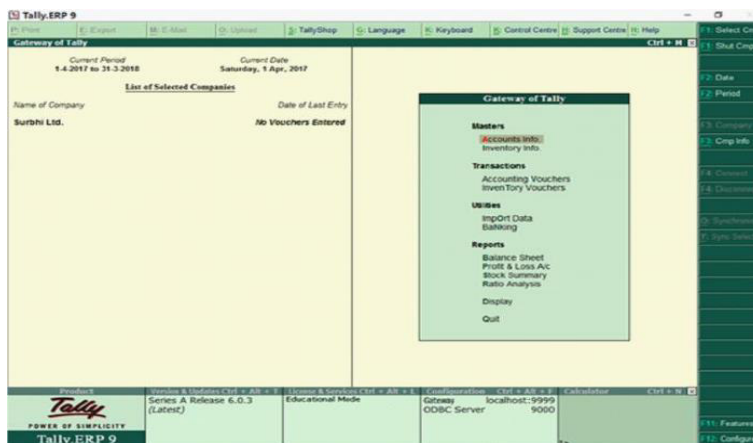 Tally.ERP 9
P: Print E: Export M: E-Mail O: Upload S: TallyShop G: Language K: Keyboard K: Control Centre H: Support Centre H: Help
Gateway of Tally Ctrl + M
Current Period Current Date
1-4-2017 to 31-3-2018 Saturday, 1 Apr, 2017
List of Selected Companies
Name of Company Date of Last Entry
Surbhi Ltd. No Vouchers Entered
Gateway of Tally
Masters
Accounts Info.
Inventory Info.
Transactions
Accounting Vouchers
InvenTory Vouchers
Utilities
ImpOrt Data
BaNking
Reports
Balance Sheet
Profit & Loss A/c
Stock Summary
Ratio Analysis
Display
Quit
F1: Select Cm
F1: Shut Cmp
F2: Date
F2: Period
F3: Company
F3: Cmp Info
F4: Connect
F4: Disconnec
F11: Features
F12: Configur
Product Version & Updates Ctrl + Alt + T License & Services Ctrl + Alt + L Configuration Ctrl + Alt + F Calculator Ctrl + N
Tally
POWER OF SIMPLICITY
Tally.ERP 9
Series A Release 6.0.3
(Latest)
Educational Mode
Gateway localhost:9999
ODBC Server 9000